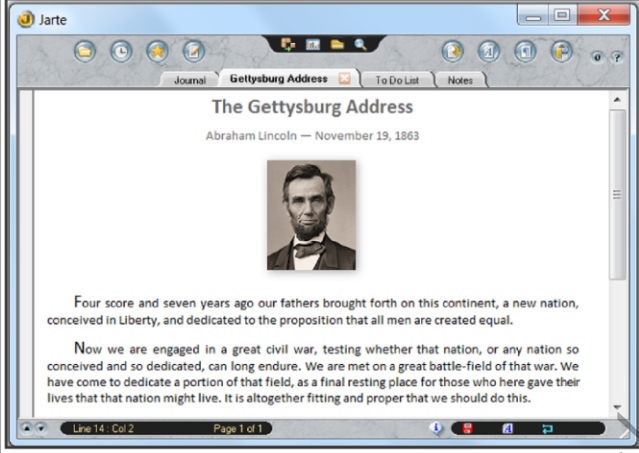 Jarte
Journal
Gettysburg Address
To Do List
Notes
The Gettysburg Address
Abraham Lincoln — November 19, 1863
Four score and seven years ago our fathers brought forth on this continent, a new nation,
conceived in Liberty, and dedicated to the proposition that all men are created equal.
Now we are engaged in a great civil war, testing whether that nation, or any nation so
conceived and so dedicated, can long endure. We are met on a great battle-field of that war. We
have come to dedicate a portion of that field, as a final resting place for those who here gave their
lives that that nation might live. It is altogether fitting and proper that we should do this.
Line 14 : Col 2
Page 1 of 1